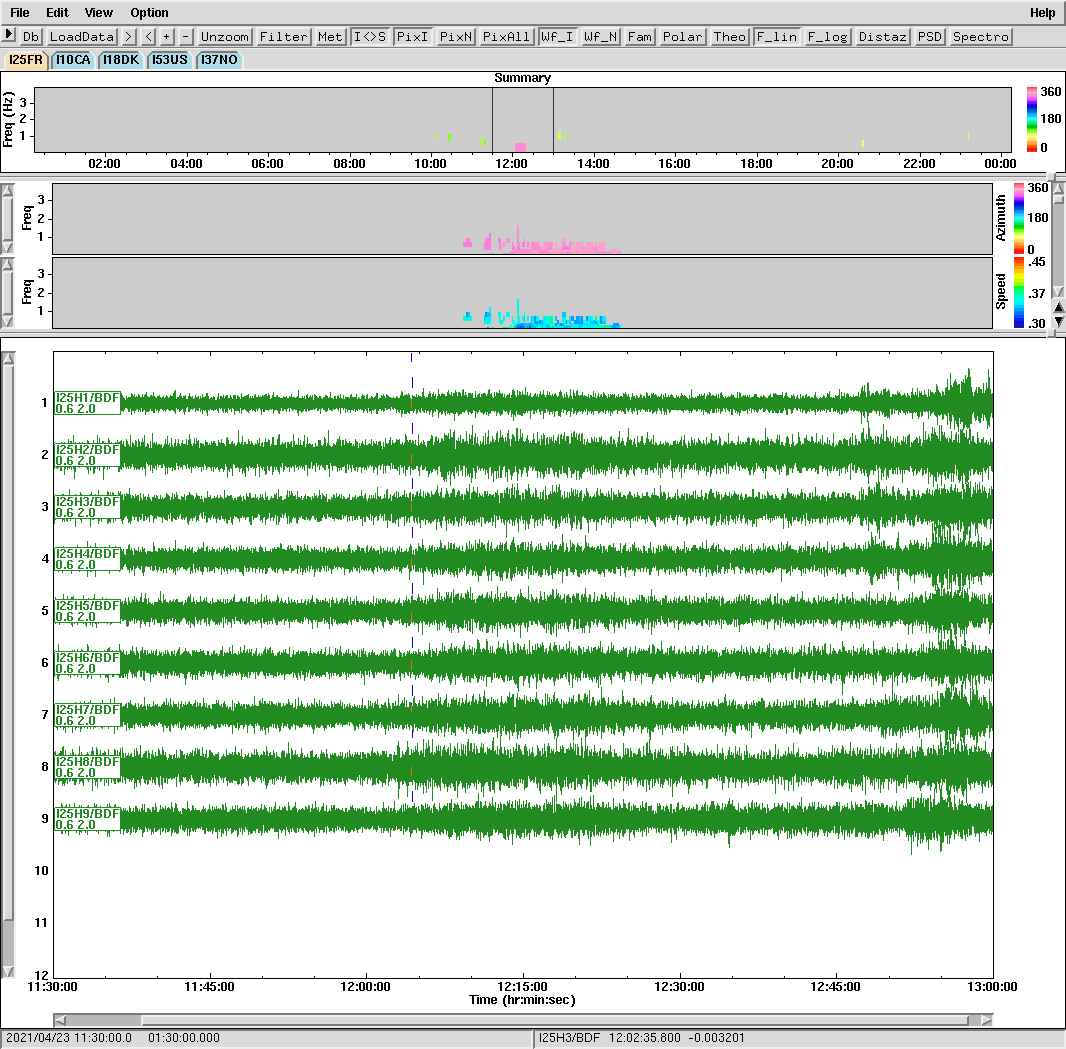 File Edit View Option Help
Db LoadData > < + - Unzoom Filter Met I<>S PixI PixN PixAll Wf_I Wf_N Fam Polar Theo F_lin F_log Distaz PSD Spectro
I25FR I10CA I18DK I53US I37NO
Summary
Freq (Hz)
3
2
1
360
180
0
02:00 04:00 06:00 08:00 10:00 12:00 14:00 16:00 18:00 20:00 22:00 00:00
Freq
3
2
1
Azimuth
360
180
0
Freq
3
2
1
Speed
.45
.37
.30
1 I25H1/BDF
0.6 2.0
2 I25H2/BDF
0.6 2.0
3 I25H3/BDF
0.6 2.0
4 I25H4/BDF
0.6 2.0
5 I25H5/BDF
0.6 2.0
6 I25H6/BDF
0.6 2.0
7 I25H7/BDF
0.6 2.0
8 I25H8/BDF
0.6 2.0
9 I25H9/BDF
0.6 2.0
10
11
12
11:30:00 11:45:00 12:00:00 12:15:00 12:30:00 12:45:00 13:00:00
Time (hr:min:sec)
2021/04/23 11:30:00.0 01:30:00.000 I25H3/BDF 12:02:35.800 -0.003201